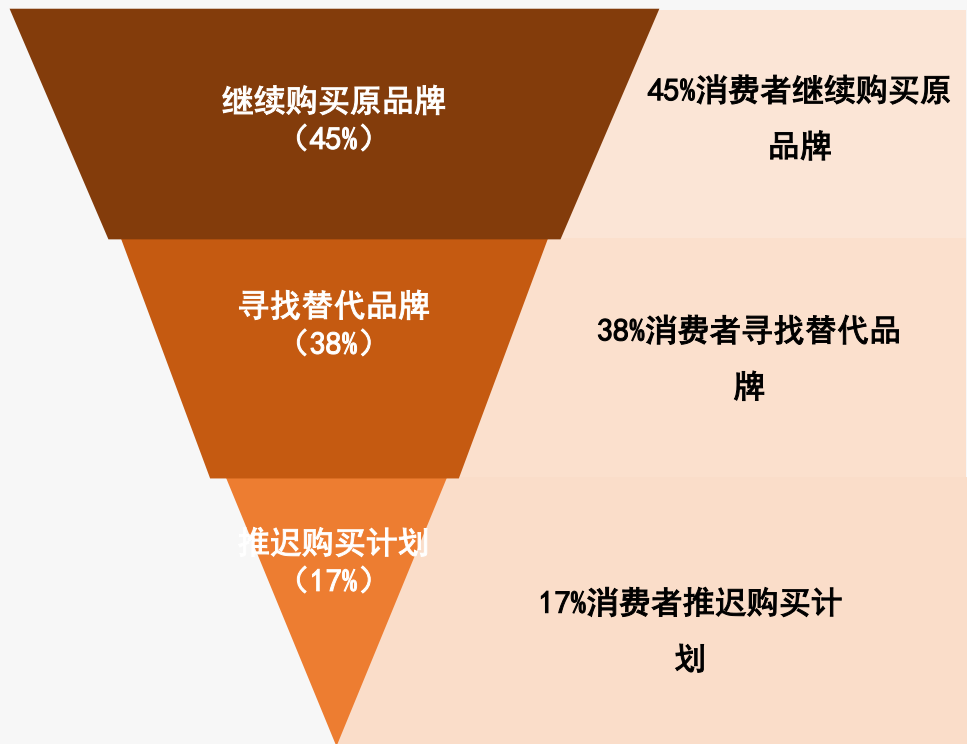 继续购买原品牌
（45%）
45%消费者继续购买原
品牌
寻找替代品牌
（38%）
38%消费者寻找替代品
牌
推迟购买计划
（17%）
17%消费者推迟购买计
划